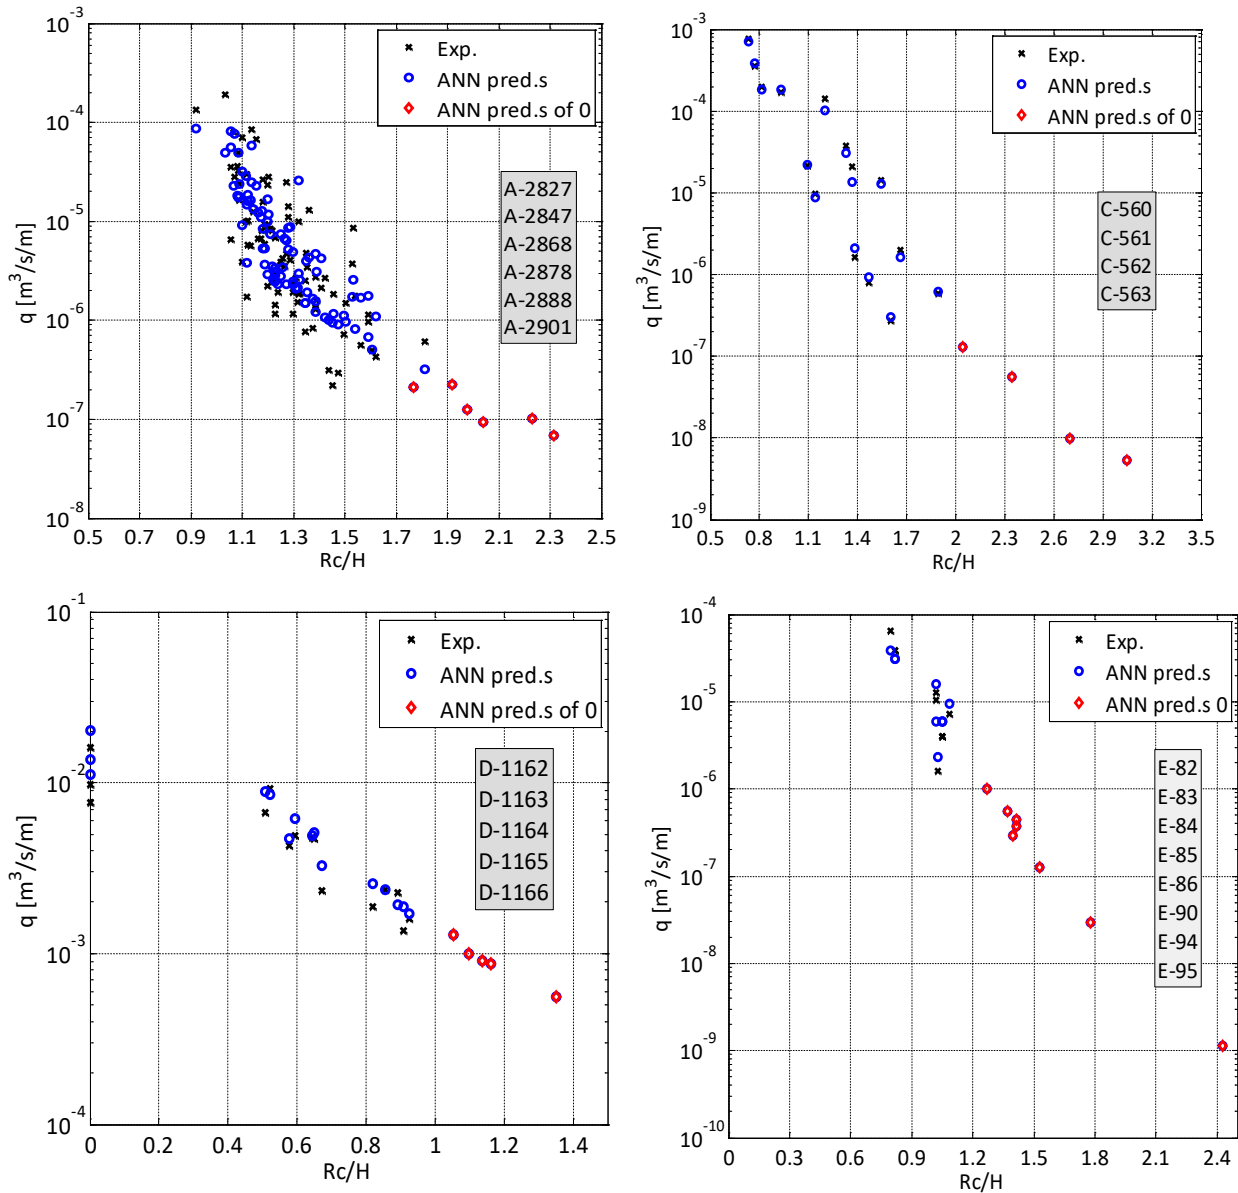 10^-3
10^-4
10^-5
10^-6
10^-7
10^-8
q [m^3/s/m]
0.5 0.7 0.9 1.1 1.3 1.5 1.7 1.9 2.1 2.3 2.5
Rc/H
Exp.
ANN pred.s
ANN pred.s of 0
A-2827
A-2847
A-2868
A-2878
A-2888
A-2901
10^-3
10^-4
10^-5
10^-6
10^-7
10^-8
10^-9
q [m^3/s/m]
0.5 0.8 1.1 1.4 1.7 2 2.3 2.6 2.9 3.2 3.5
Rc/H
Exp.
ANN pred.s
ANN pred.s of 0
C-560
C-561
C-562
C-563
10^-1
10^-2
10^-3
10^-4
q [m^3/s/m]
0 0.2 0.4 0.6 0.8 1 1.2 1.4
Rc/H
Exp.
ANN pred.s
ANN pred.s of 0
D-1162
D-1163
D-1164
D-1165
D-1166
10^-4
10^-5
10^-6
10^-7
10^-8
10^-9
10^-10
q [m^3/s/m]
0 0.3 0.6 0.9 1.2 1.5 1.8 2.1 2.4
Rc/H
Exp.
ANN pred.s
ANN pred.s 0
E-82
E-83
E-84
E-85
E-86
E-90
E-94
E-95